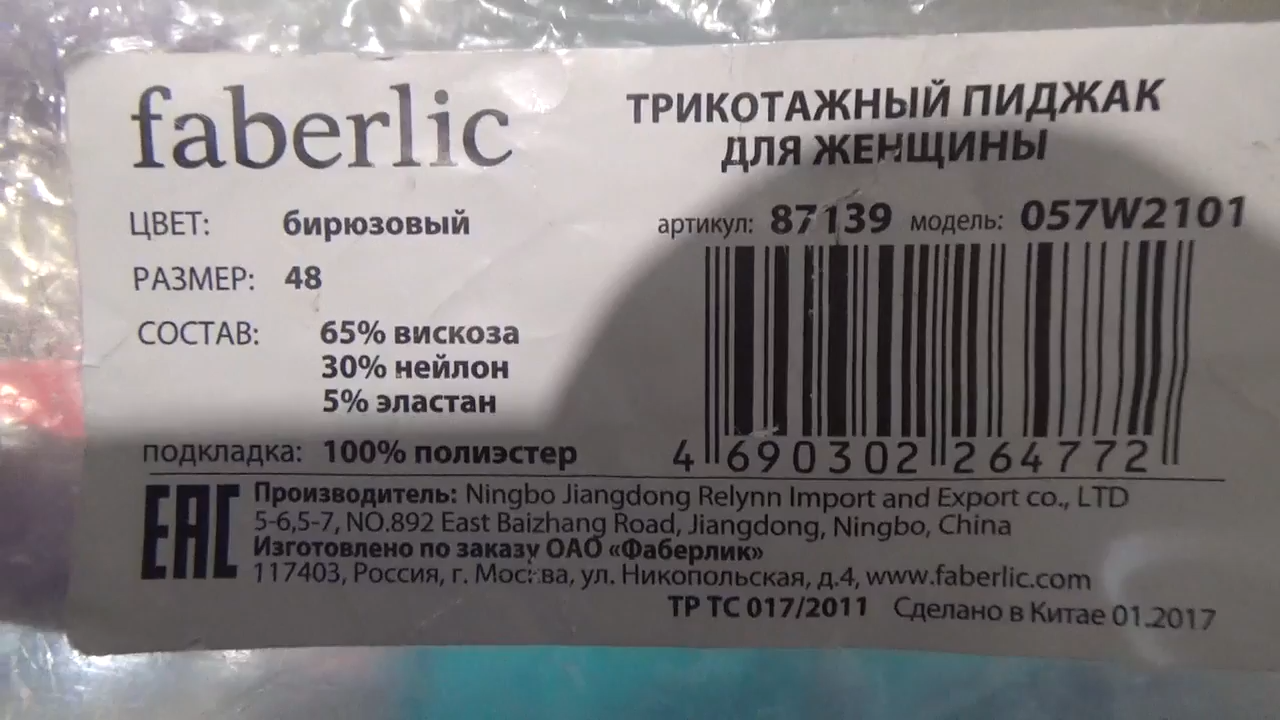 faberlic
ТРИКОТАЖНЫЙ ПИДЖАК
ДЛЯ ЖЕНЩИНЫ
ЦВЕТ: бирюзовый
артикул: 87139 модель: 057W2101
РАЗМЕР: 48
СОСТАВ: 65% вискоза
30% нейлон
5% эластан
подкладка: 100% полиэстер
4 690302 264772
EAC
Производитель: Ningbo Jiangdong Relynn Import and Export co., LTD
5-6,5-7, NO.892 East Baizhang Road, Jiangdong, Ningbo, China
Изготовлено по заказу ОАО «Фаберлик»
117403, Россия, г. Москва, ул. Никопольская, д.4, www.faberlic.com
ТР ТС 017/2011 Сделано в Китае 01.2017